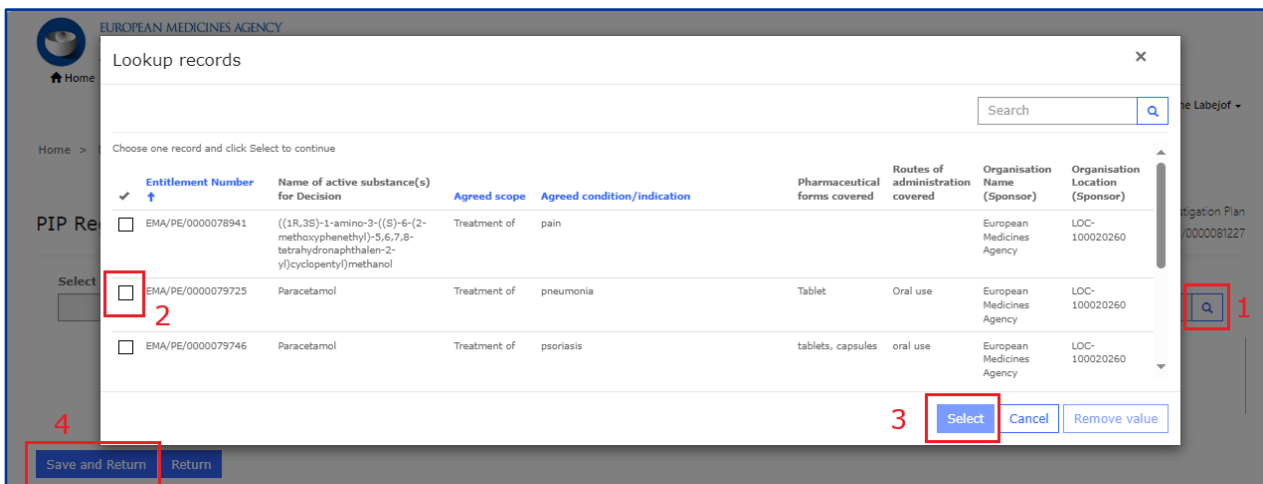 EUROPEAN MEDICINES AGENCY
Home
Lookup records
×
Search
ne Labejof
Home >
Choose one record and click Select to continue
Entitlement Number ↑
Name of active substance(s)
for Decision
Agreed scope
Agreed condition/indication
Pharmaceutical
forms covered
Routes of
administration
covered
Organisation
Name
(Sponsor)
Organisation
Location
(Sponsor)
PIP Re
stigation Plan
/0000081227
EMA/PE/0000078941
((1R,3S)-1-amino-3-((S)-6-(2-
methoxyphenethyl)-5,6,7,8-
tetrahydronaphthalen-2-
yl)cyclopentyl)methanol
Treatment of
pain
European
Medicines
Agency
LOC-
100020260
Select
EMA/PE/0000079725
Paracetamol
Treatment of
pneumonia
Tablet
Oral use
European
Medicines
Agency
LOC-
100020260
2
1
EMA/PE/0000079746
Paracetamol
Treatment of
psoriasis
tablets, capsules
oral use
European
Medicines
Agency
LOC-
100020260
3
Select
Cancel
Remove value
4
Save and Return
Return